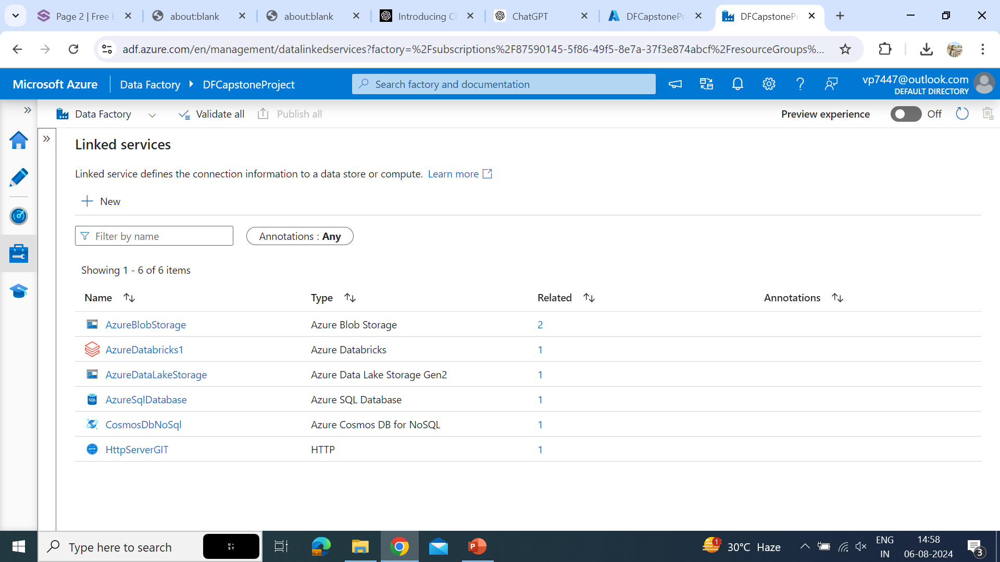 Page 2 | Free E
about:blank
about:blank
Introducing Ch
ChatGPT
DFCapstonePr
DFCapstonePr
adf.azure.com/en/management/datalinkedservices?factory=%2Fsubscriptions%2F87590145-5f86-49f5-8e7a-37f3e874abcf%2FresourceGroups%...
Microsoft Azure
Data Factory
DFCapstoneProject
Search factory and documentation
vp7447@outlook.com
DEFAULT DIRECTORY
Data Factory
Validate all
Publish all
Preview experience
Off
Linked services
Linked service defines the connection information to a data store or compute. Learn more
New
Filter by name
Annotations : Any
Showing 1 - 6 of 6 items
Name Type Related Annotations
AzureBlobStorage Azure Blob Storage 2
AzureDatabricks1 Azure Databricks 1
AzureDataLakeStorage Azure Data Lake Storage Gen2 1
SQL AzureSqlDatabase Azure SQL Database 1
CosmosDbNoSql Azure Cosmos DB for NoSQL 1
HTTP HttpServerGIT HTTP 1
Type here to search
U
ST
P
1
30°C Haze
ENG
IN
14:58
06-08-2024
3